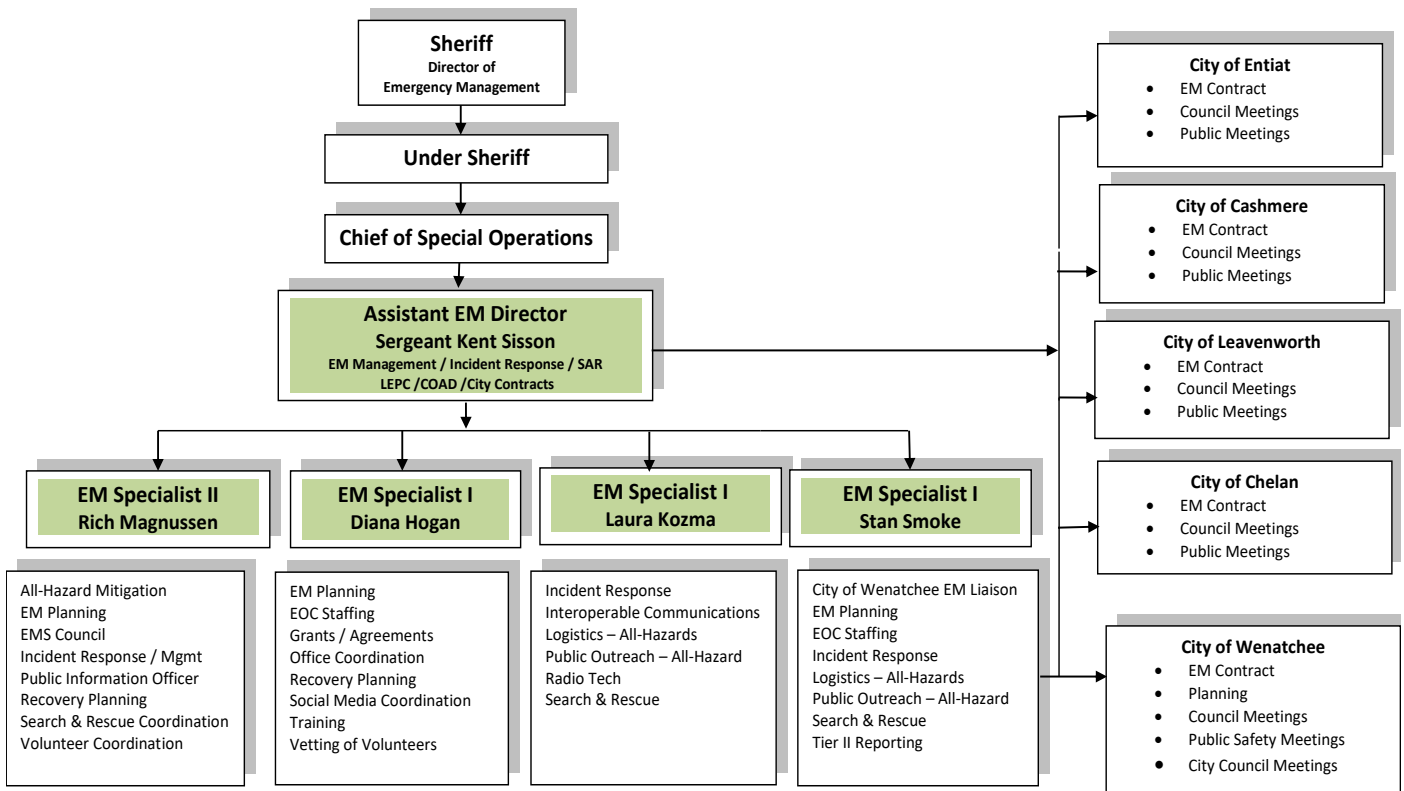 Sheriff
Director of
Emergency Management
Under Sheriff
Chief of Special Operations
Assistant EM Director
Sergeant Kent Sisson
EM Management / Incident Response / SAR
LEPC /COAD /City Contracts
EM Specialist II
Rich Magnussen
EM Specialist I
Diana Hogan
EM Specialist I
Laura Kozma
EM Specialist I
Stan Smoke
All-Hazard Mitigation
EM Planning
EMS Council
Incident Response / Mgmt
Public Information Officer
Recovery Planning
Search & Rescue Coordination
Volunteer Coordination
EM Planning
EOC Staffing
Grants / Agreements
Office Coordination
Recovery Planning
Social Media Coordination
Training
Vetting of Volunteers
Incident Response
Interoperable Communications
Logistics – All-Hazards
Public Outreach – All-Hazard
Radio Tech
Search & Rescue
City of Wenatchee EM Liaison
EM Planning
EOC Staffing
Incident Response
Logistics – All-Hazards
Public Outreach – All-Hazard
Search & Rescue
Tier II Reporting
City of Entiat
• EM Contract
• Council Meetings
• Public Meetings
City of Cashmere
• EM Contract
• Council Meetings
• Public Meetings
City of Leavenworth
• EM Contract
• Council Meetings
• Public Meetings
City of Chelan
• EM Contract
• Council Meetings
• Public Meetings
City of Wenatchee
• EM Contract
• Planning
• Council Meetings
• Public Safety Meetings
• City Council Meetings